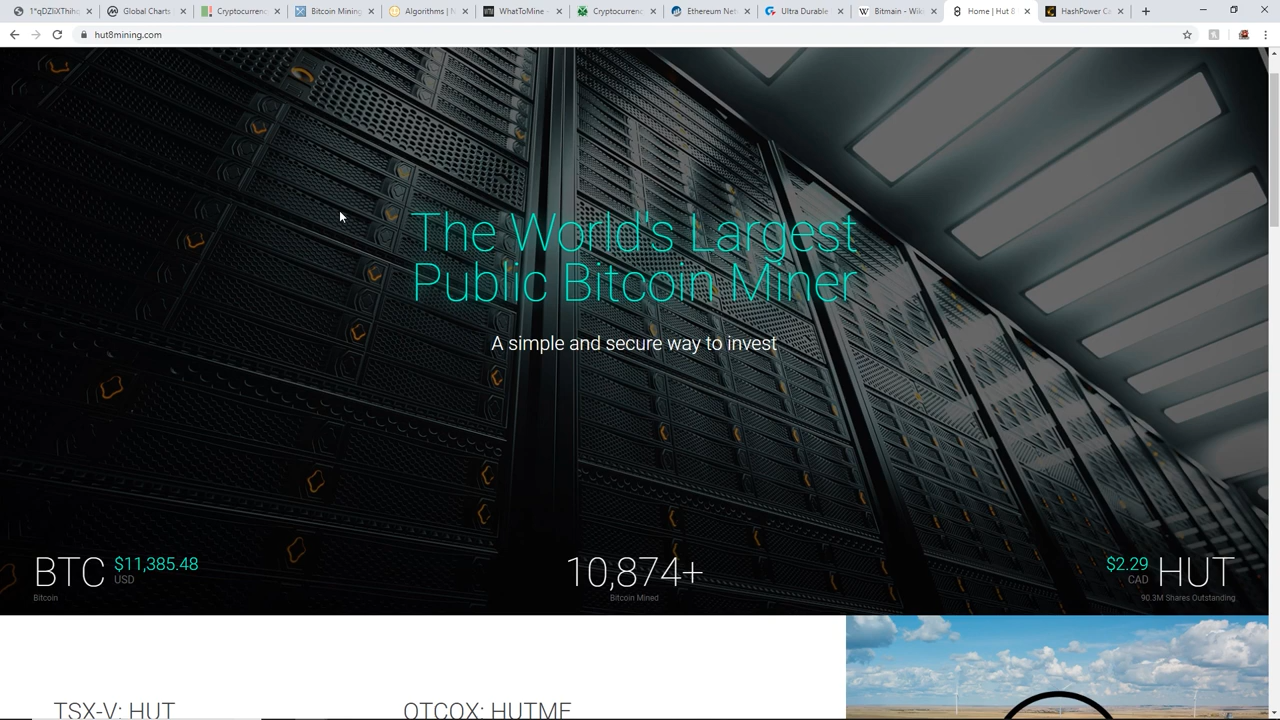 1*qDZliXThiho
Global Charts
Cryptocurrenc
Bitcoin Mining
Algorithms | N
WhatToMine -
Cryptocurrenc
Ethereum Net
Ultra Durable
Bitmain - Wiki
Home | Hut 8
HashPower C
hut8mining.com
The World's Largest
Public Bitcoin Miner
A simple and secure way to invest
BTC $11,385.48
USD
Bitcoin
10,874+
Bitcoin Mined
$2.29 HUT
CAD
90.3M Shares Outstanding
TSX-V: HUT
OTCQX: HUTMF